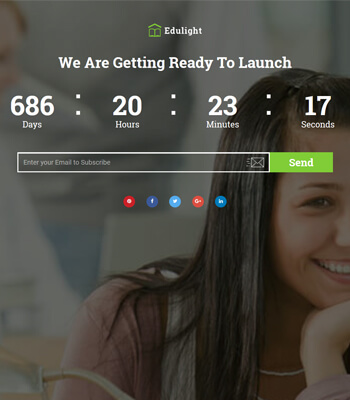 Edulight
We Are Getting Ready To Launch
686 : 20 : 23 : 17
Days Hours Minutes Seconds
Enter your Email to Subscribe
Send